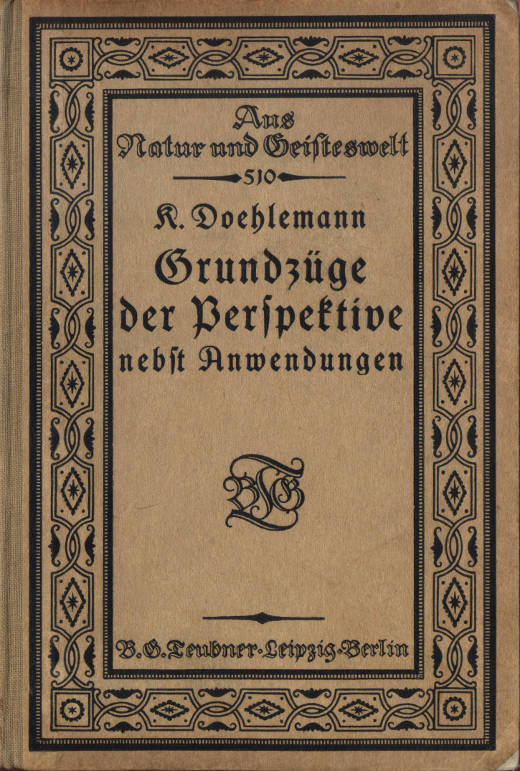 Aus
Natur und Geisteswelt
510
K. Doehlemann
Grundzüge
der Perspektive
nebst Anwendungen
BGT
B. G. Teubner · Leipzig · Berlin